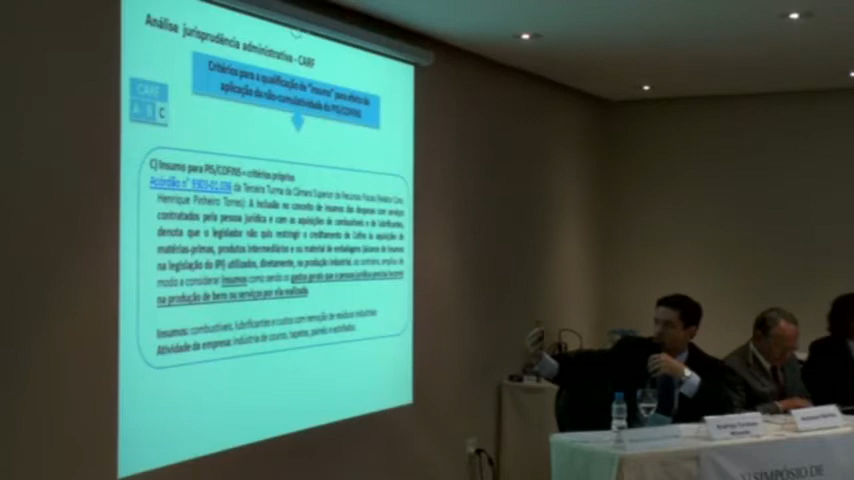 Análise jurisprudência administrativa - CARF
Critérios para a qualificação de "insumo" para efeito da
aplicação da não-cumulatividade do PIS/COFINS
CARF
A B C
C) Insumo para PIS/COFINS = critérios próprios
Acórdão n° 9303-01.036 da Terceira Turma da Câmara Superior de Recursos Fiscais (Relator Cons.
Henrique Pinheiro Torres): A inclusão no conceito de insumos das despesas com serviços
contratados pela pessoa jurídica e com as aquisições de combustíveis e de lubrificantes,
denota que o legislador não quis restringir o creditamento de Cofins às aquisições de
matérias-primas, produtos intermediários e ou material de embalagens (alcance de insumos
na legislação do IPI) utilizados, diretamente, na produção industrial, ao contrário, ampliou de
modo a considerar insumos como sendo os gastos gerais que a pessoa jurídica precisa incorrer
na produção de bens ou serviços por ela realizada.
Insumos: combustíveis, lubrificantes e custos com remoção de resíduos industriais
Atividade da empresa: indústria de couros, tapetes, painéis e estofados.
SIMPÓSIO DE